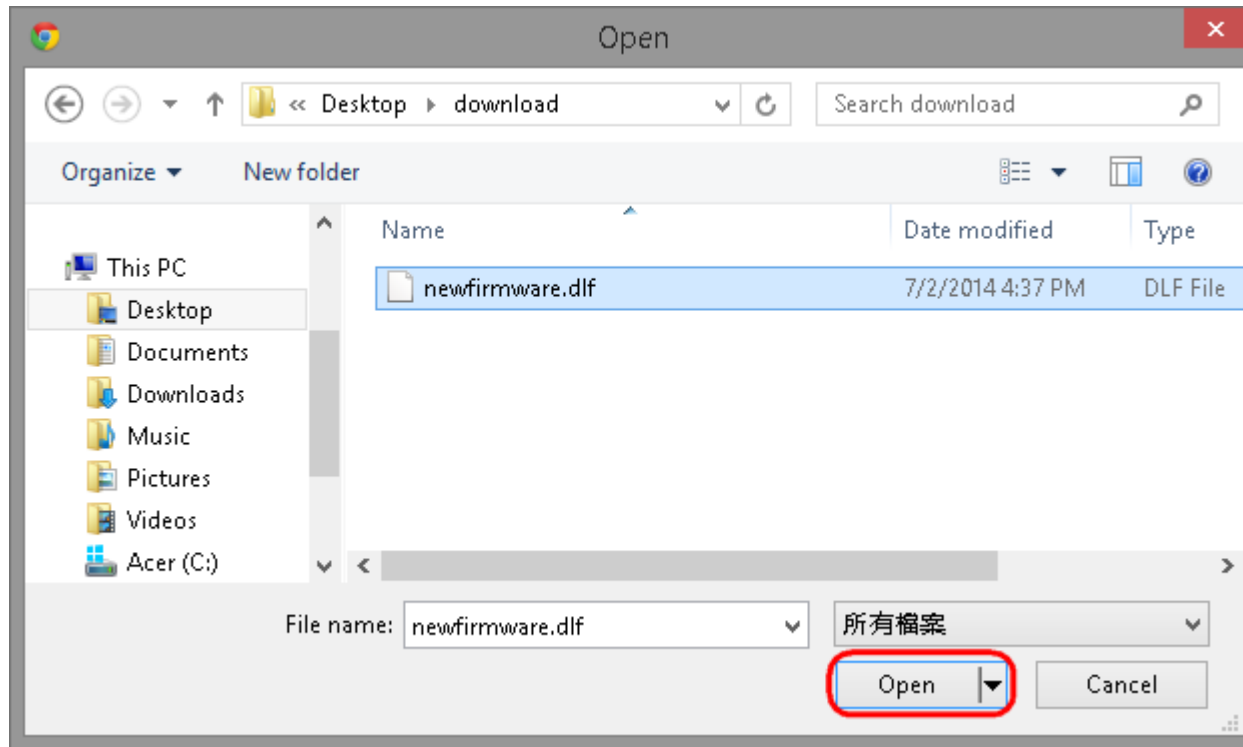 Open
« Desktop download
Search download
Organize
New folder
Name
Date modified
Type
This PC
newfirmware.dlf
7/2/2014 4:37 PM
DLF File
Desktop
Documents
Downloads
Music
Pictures
Videos
Acer (C:)
File name:
newfirmware.dlf
所有檔案
Open
Cancel